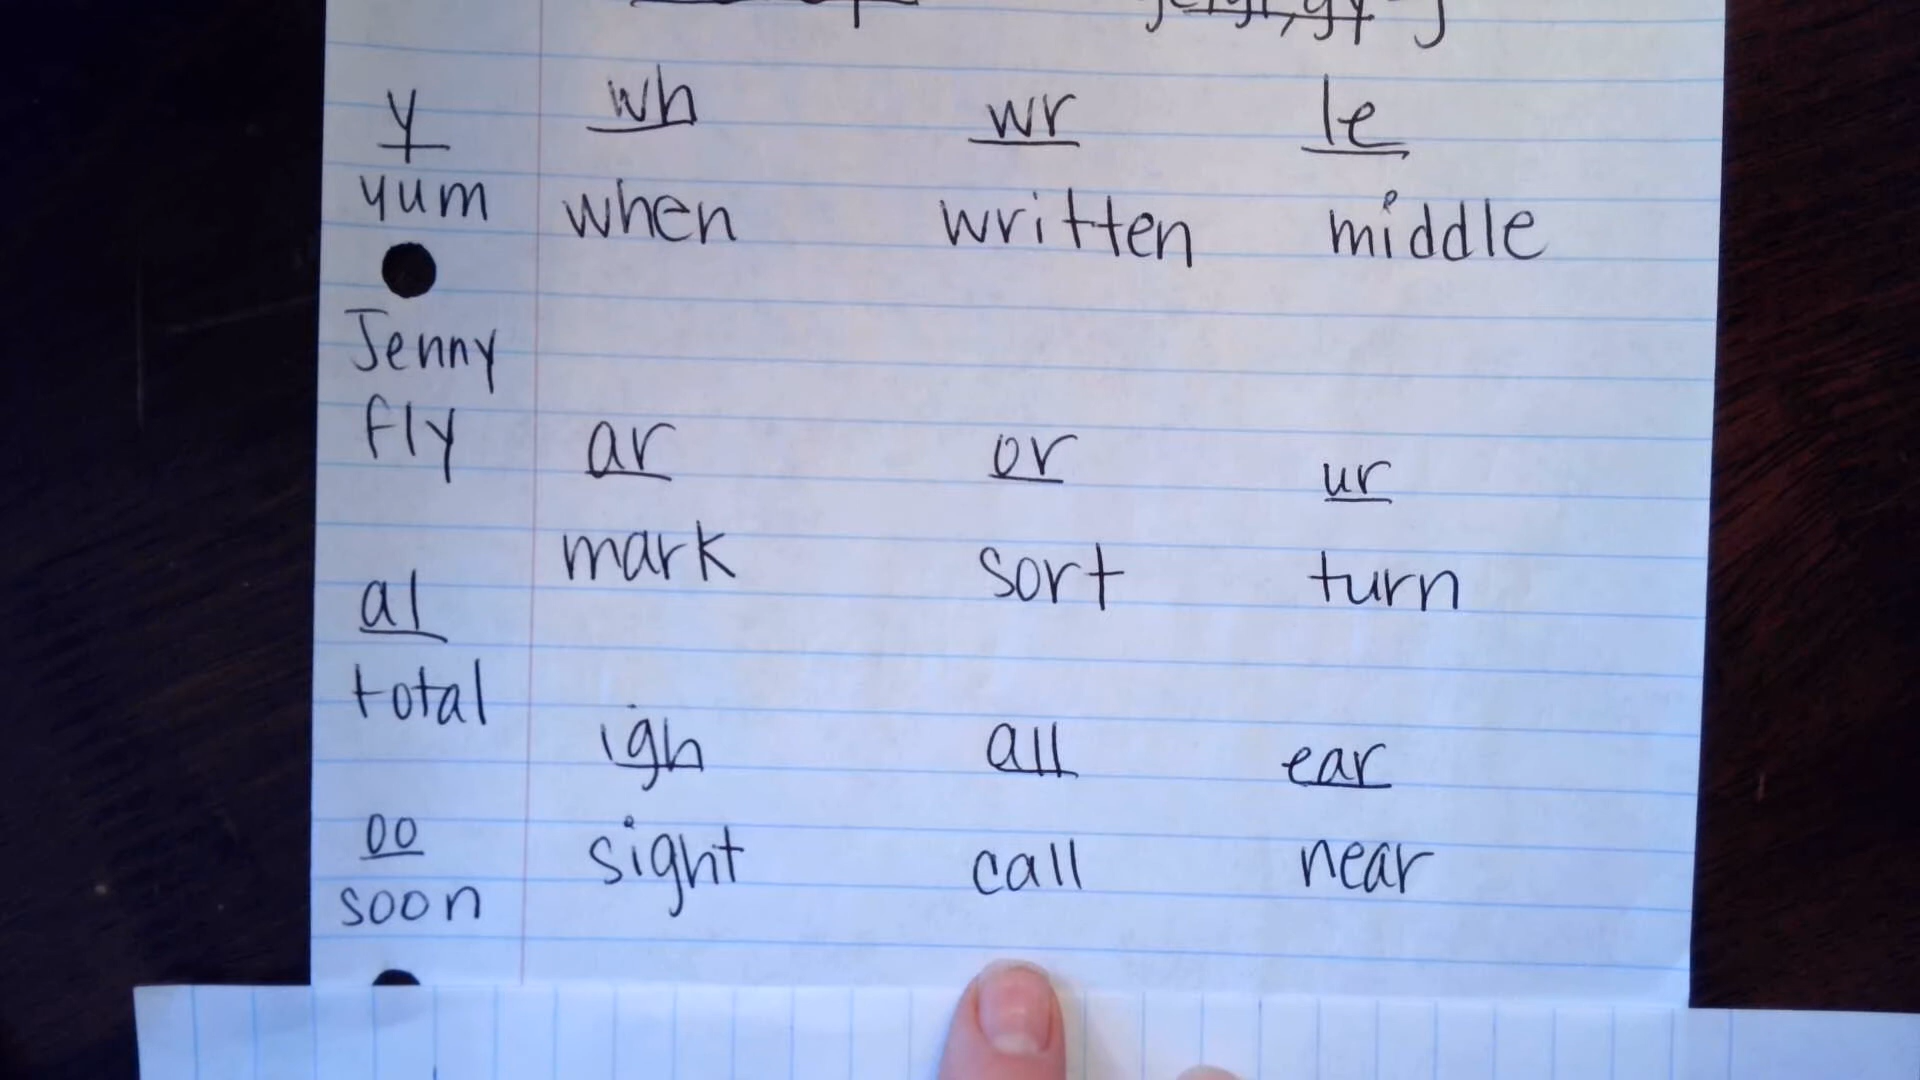 y wh wr le
yum when written middle
Jenny
fly ar or ur
mark sort turn
al
total
igh all ear
oo sight call near
soon